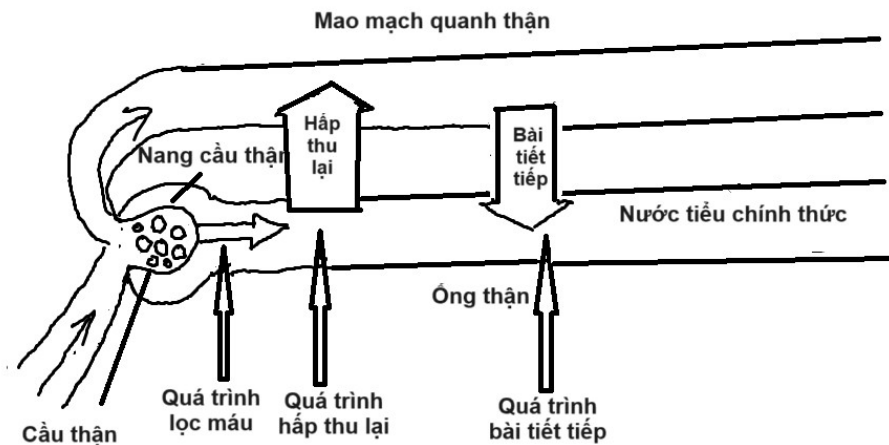 Mao mạch quanh thận
Hấp
thu
lại
Bài
tiết
tiếp
Nang cầu thận
Nước tiểu chính thức
Ống thận
Quá trình
lọc máu
Quá trình
hấp thu lại
Quá trình
bài tiết tiếp
Cầu thận